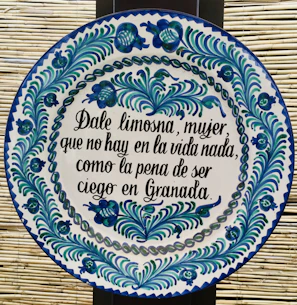 Dale limosna, mujer,
que no hay en la vida nada,
como la pena de ser
ciego en Granada.